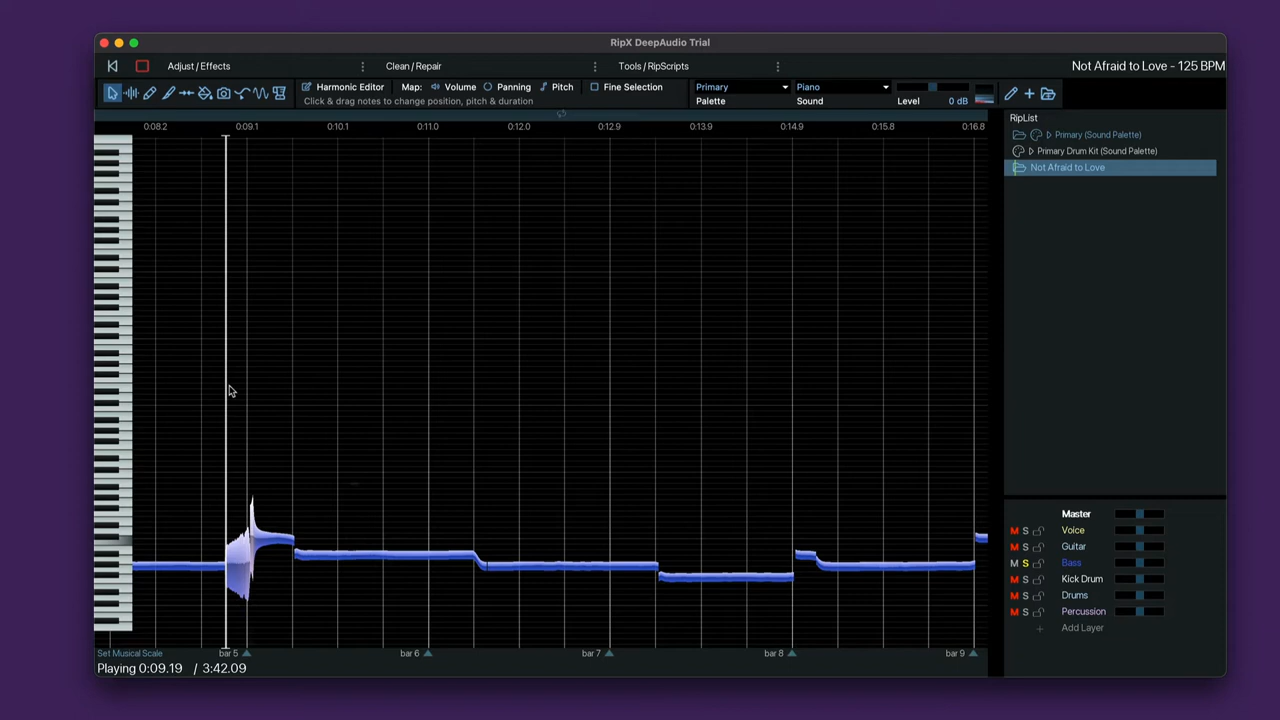 RipX DeepAudio Trial
Adjust / Effects
Clean / Repair
Tools / RipScripts
Not Afraid to Love - 125 BPM
Harmonic Editor
Map:
Volume
Panning
Pitch
Fine Selection
Click & drag notes to change position, pitch & duration
Primary
Palette
Piano
Sound
Level
0 dB
0:08.2 0:09.1 0:10.1 0:11.0 0:12.0 0:12.9 0:13.9 0:14.9 0:15.8 0:16.8
RipList
Primary (Sound Palette)
Primary Drum Kit (Sound Palette)
Not Afraid to Love
Master
M S Voice
M S Guitar
M S Bass
M S Kick Drum
M S Drums
M S Percussion
+ Add Layer
Set Musical Scale
bar 5 bar 6 bar 7 bar 8 bar 9
Playing 0:09.19 / 3:42.09